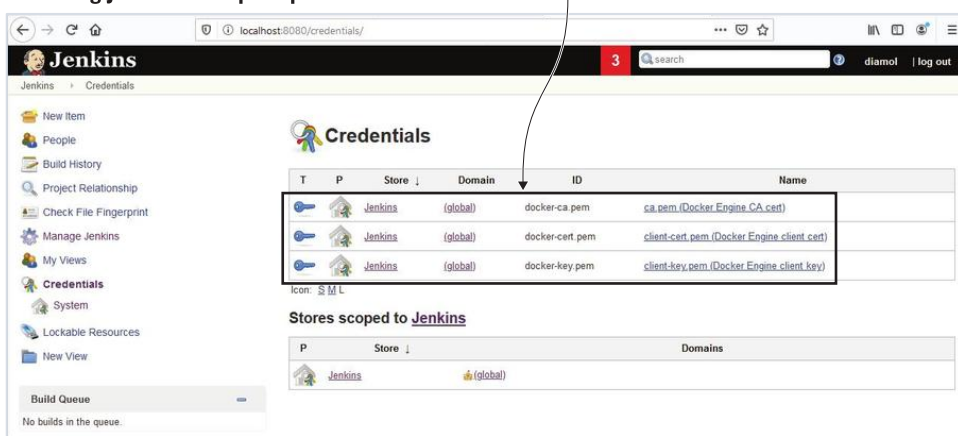 localhost:8080/credentials/
Jenkins
3
search
diamol | log out
Jenkins › Credentials
New Item
People
Build History
Project Relationship
Check File Fingerprint
Manage Jenkins
My Views
Credentials
System
Lockable Resources
New View
Build Queue
No builds in the queue.
Credentials
T P Store ↓ Domain ID Name
Jenkins (global) docker-ca.pem ca.pem (Docker Engine CA cert)
Jenkins (global) docker-cert.pem client-cert.pem (Docker Engine client cert)
Jenkins (global) docker-key.pem client-key.pem (Docker Engine client key)
Icon: S M L
Stores scoped to Jenkins
P Store ↓ Domains
Jenkins (global)